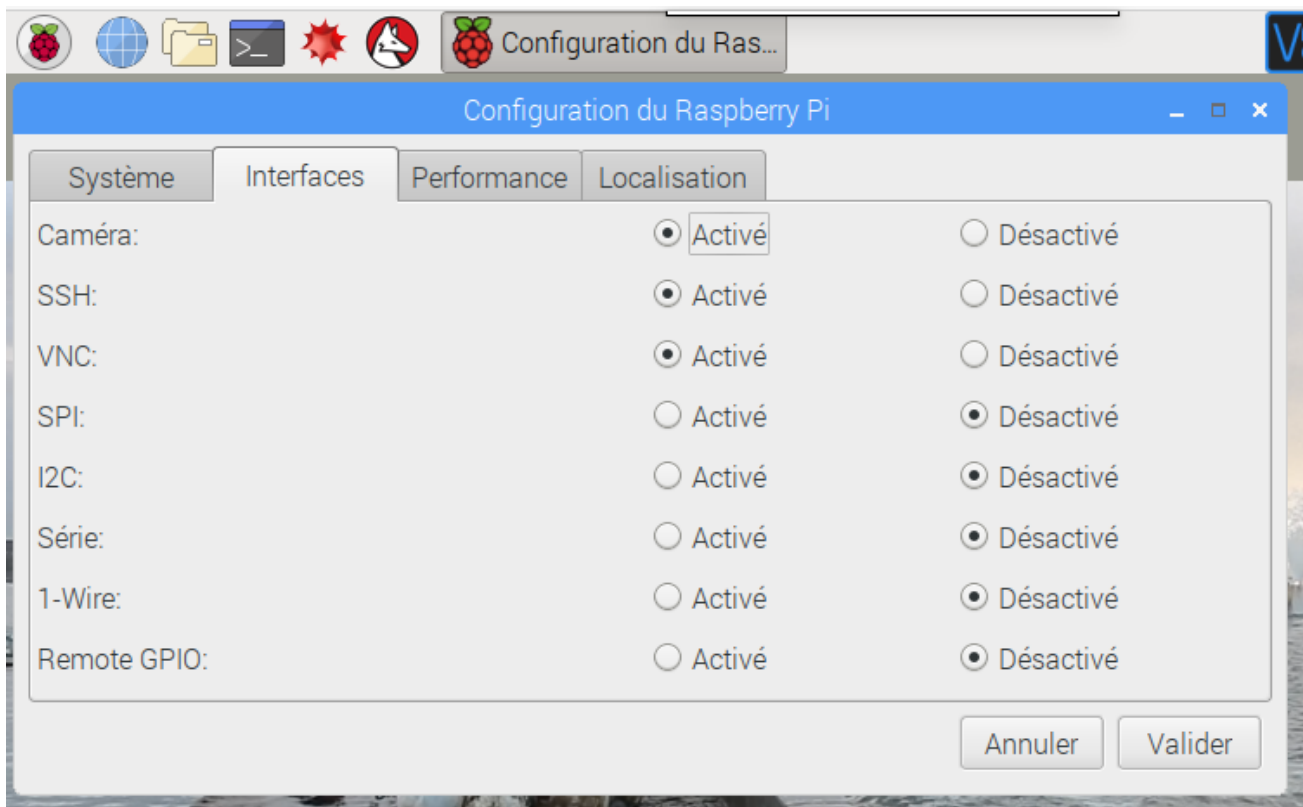 Configuration du Ras...
Configuration du Raspberry Pi
Système Interfaces Performance Localisation
Caméra: Activé Désactivé
SSH: Activé Désactivé
VNC: Activé Désactivé
SPI: Activé Désactivé
I2C: Activé Désactivé
Série: Activé Désactivé
1-Wire: Activé Désactivé
Remote GPIO: Activé Désactivé
Annuler Valider